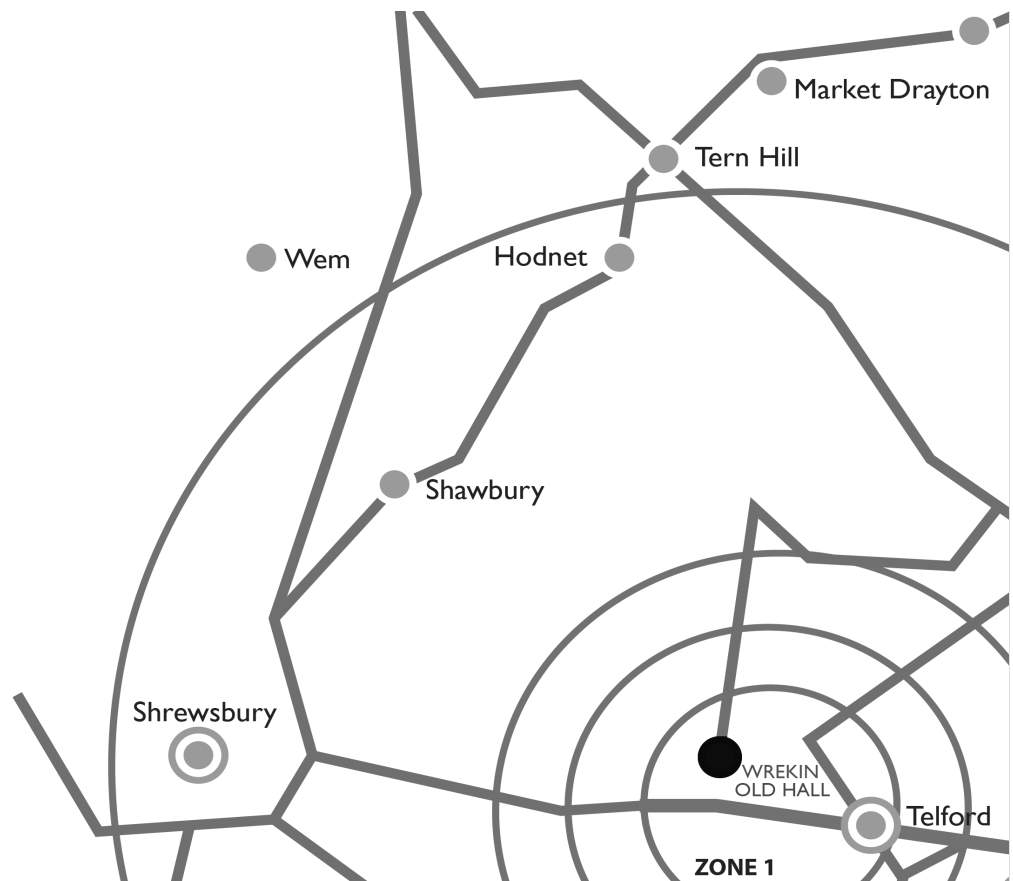 Market Drayton
Tern Hill
Wem
Hodnet
Shawbury
Shrewsbury
WREKIN
OLD HALL
Telford
ZONE 1